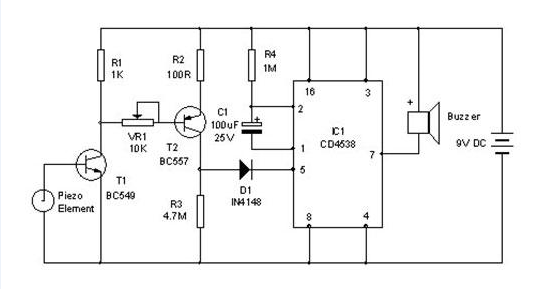 R1
1K
R2
100R
R4
1M
VR1
10K
T2
BC557
C1
100uF
25V
+
16
3
2
1
5
7
8
4
IC1
CD4538
+
Buzzer
9V DC
D1
IN4148
R3
4.7M
T1
BC549
Piezo
Element